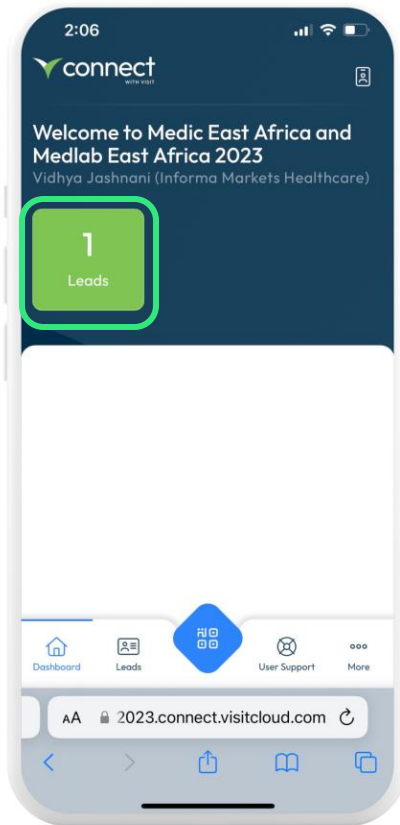 2:06
connect
WITH VISIT
Welcome to Medic East Africa and
Medlab East Africa 2023
Vidhya Jashnani (Informa Markets Healthcare)
1
Leads
Dashboard
Leads
User Support
More
AA 2023.connect.visitcloud.com